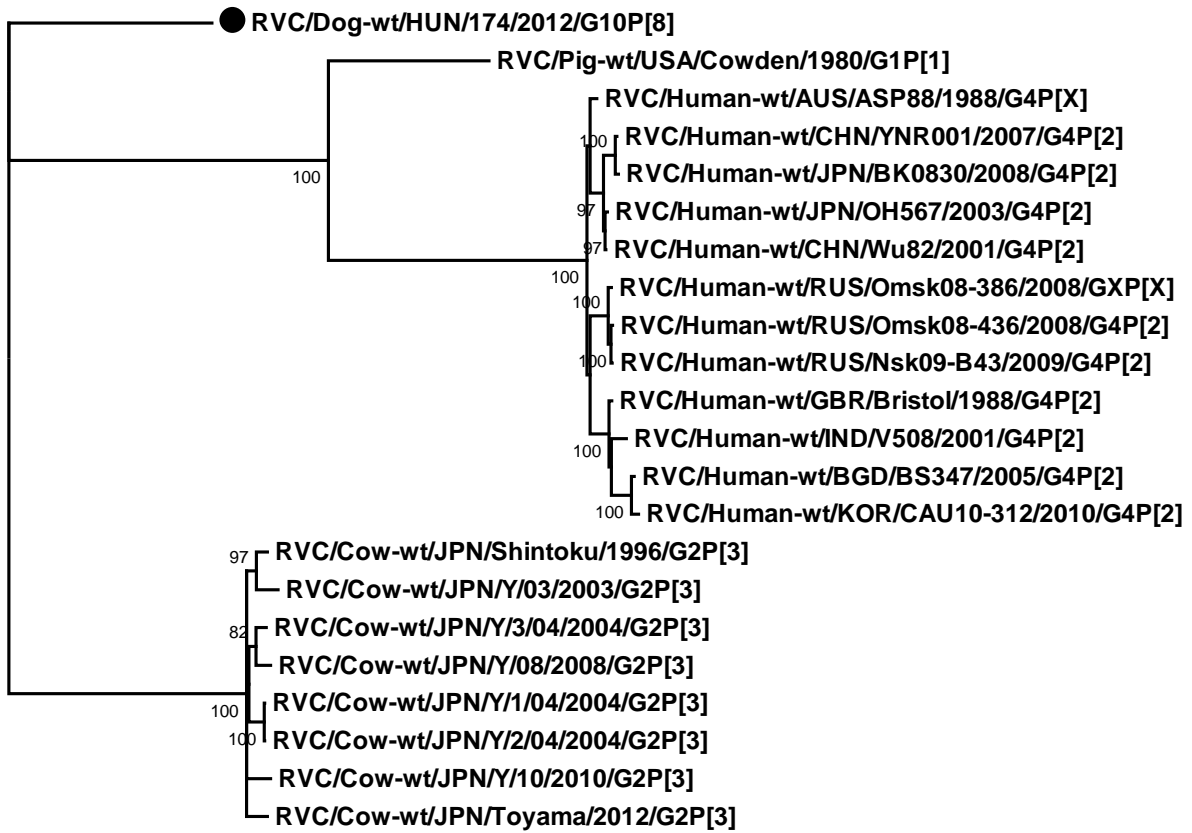 RVC/Dog-wt/HUN/174/2012/G10P[8]
RVC/Pig-wt/USA/Cowden/1980/G1P[1]
RVC/Human-wt/AUS/ASP88/1988/G4P[X]
100 RVC/Human-wt/CHN/YNR001/2007/G4P[2]
100 RVC/Human-wt/JPN/BK0830/2008/G4P[2]
97 RVC/Human-wt/JPN/OH567/2003/G4P[2]
97 RVC/Human-wt/CHN/Wu82/2001/G4P[2]
100
100 RVC/Human-wt/RUS/Omsk08-386/2008/GXP[X]
RVC/Human-wt/RUS/Omsk08-436/2008/G4P[2]
100 RVC/Human-wt/RUS/Nsk09-B43/2009/G4P[2]
RVC/Human-wt/GBR/Bristol/1988/G4P[2]
100 RVC/Human-wt/IND/V508/2001/G4P[2]
RVC/Human-wt/BGD/BS347/2005/G4P[2]
100 RVC/Human-wt/KOR/CAU10-312/2010/G4P[2]
97 RVC/Cow-wt/JPN/Shintoku/1996/G2P[3]
RVC/Cow-wt/JPN/Y/03/2003/G2P[3]
82 RVC/Cow-wt/JPN/Y/3/04/2004/G2P[3]
RVC/Cow-wt/JPN/Y/08/2008/G2P[3]
100 RVC/Cow-wt/JPN/Y/1/04/2004/G2P[3]
100 RVC/Cow-wt/JPN/Y/2/04/2004/G2P[3]
RVC/Cow-wt/JPN/Y/10/2010/G2P[3]
RVC/Cow-wt/JPN/Toyama/2012/G2P[3]